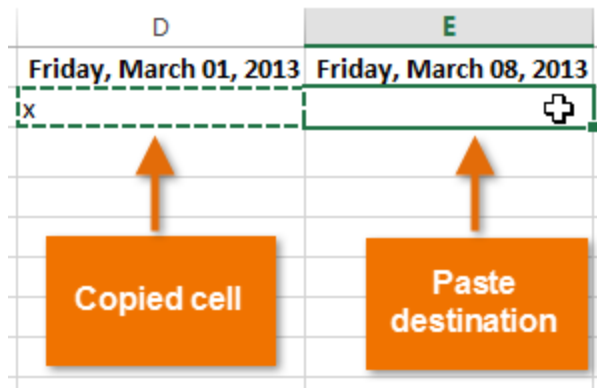 D E
Friday, March 01, 2013 Friday, March 08, 2013
x
Copied cell
Paste
destination